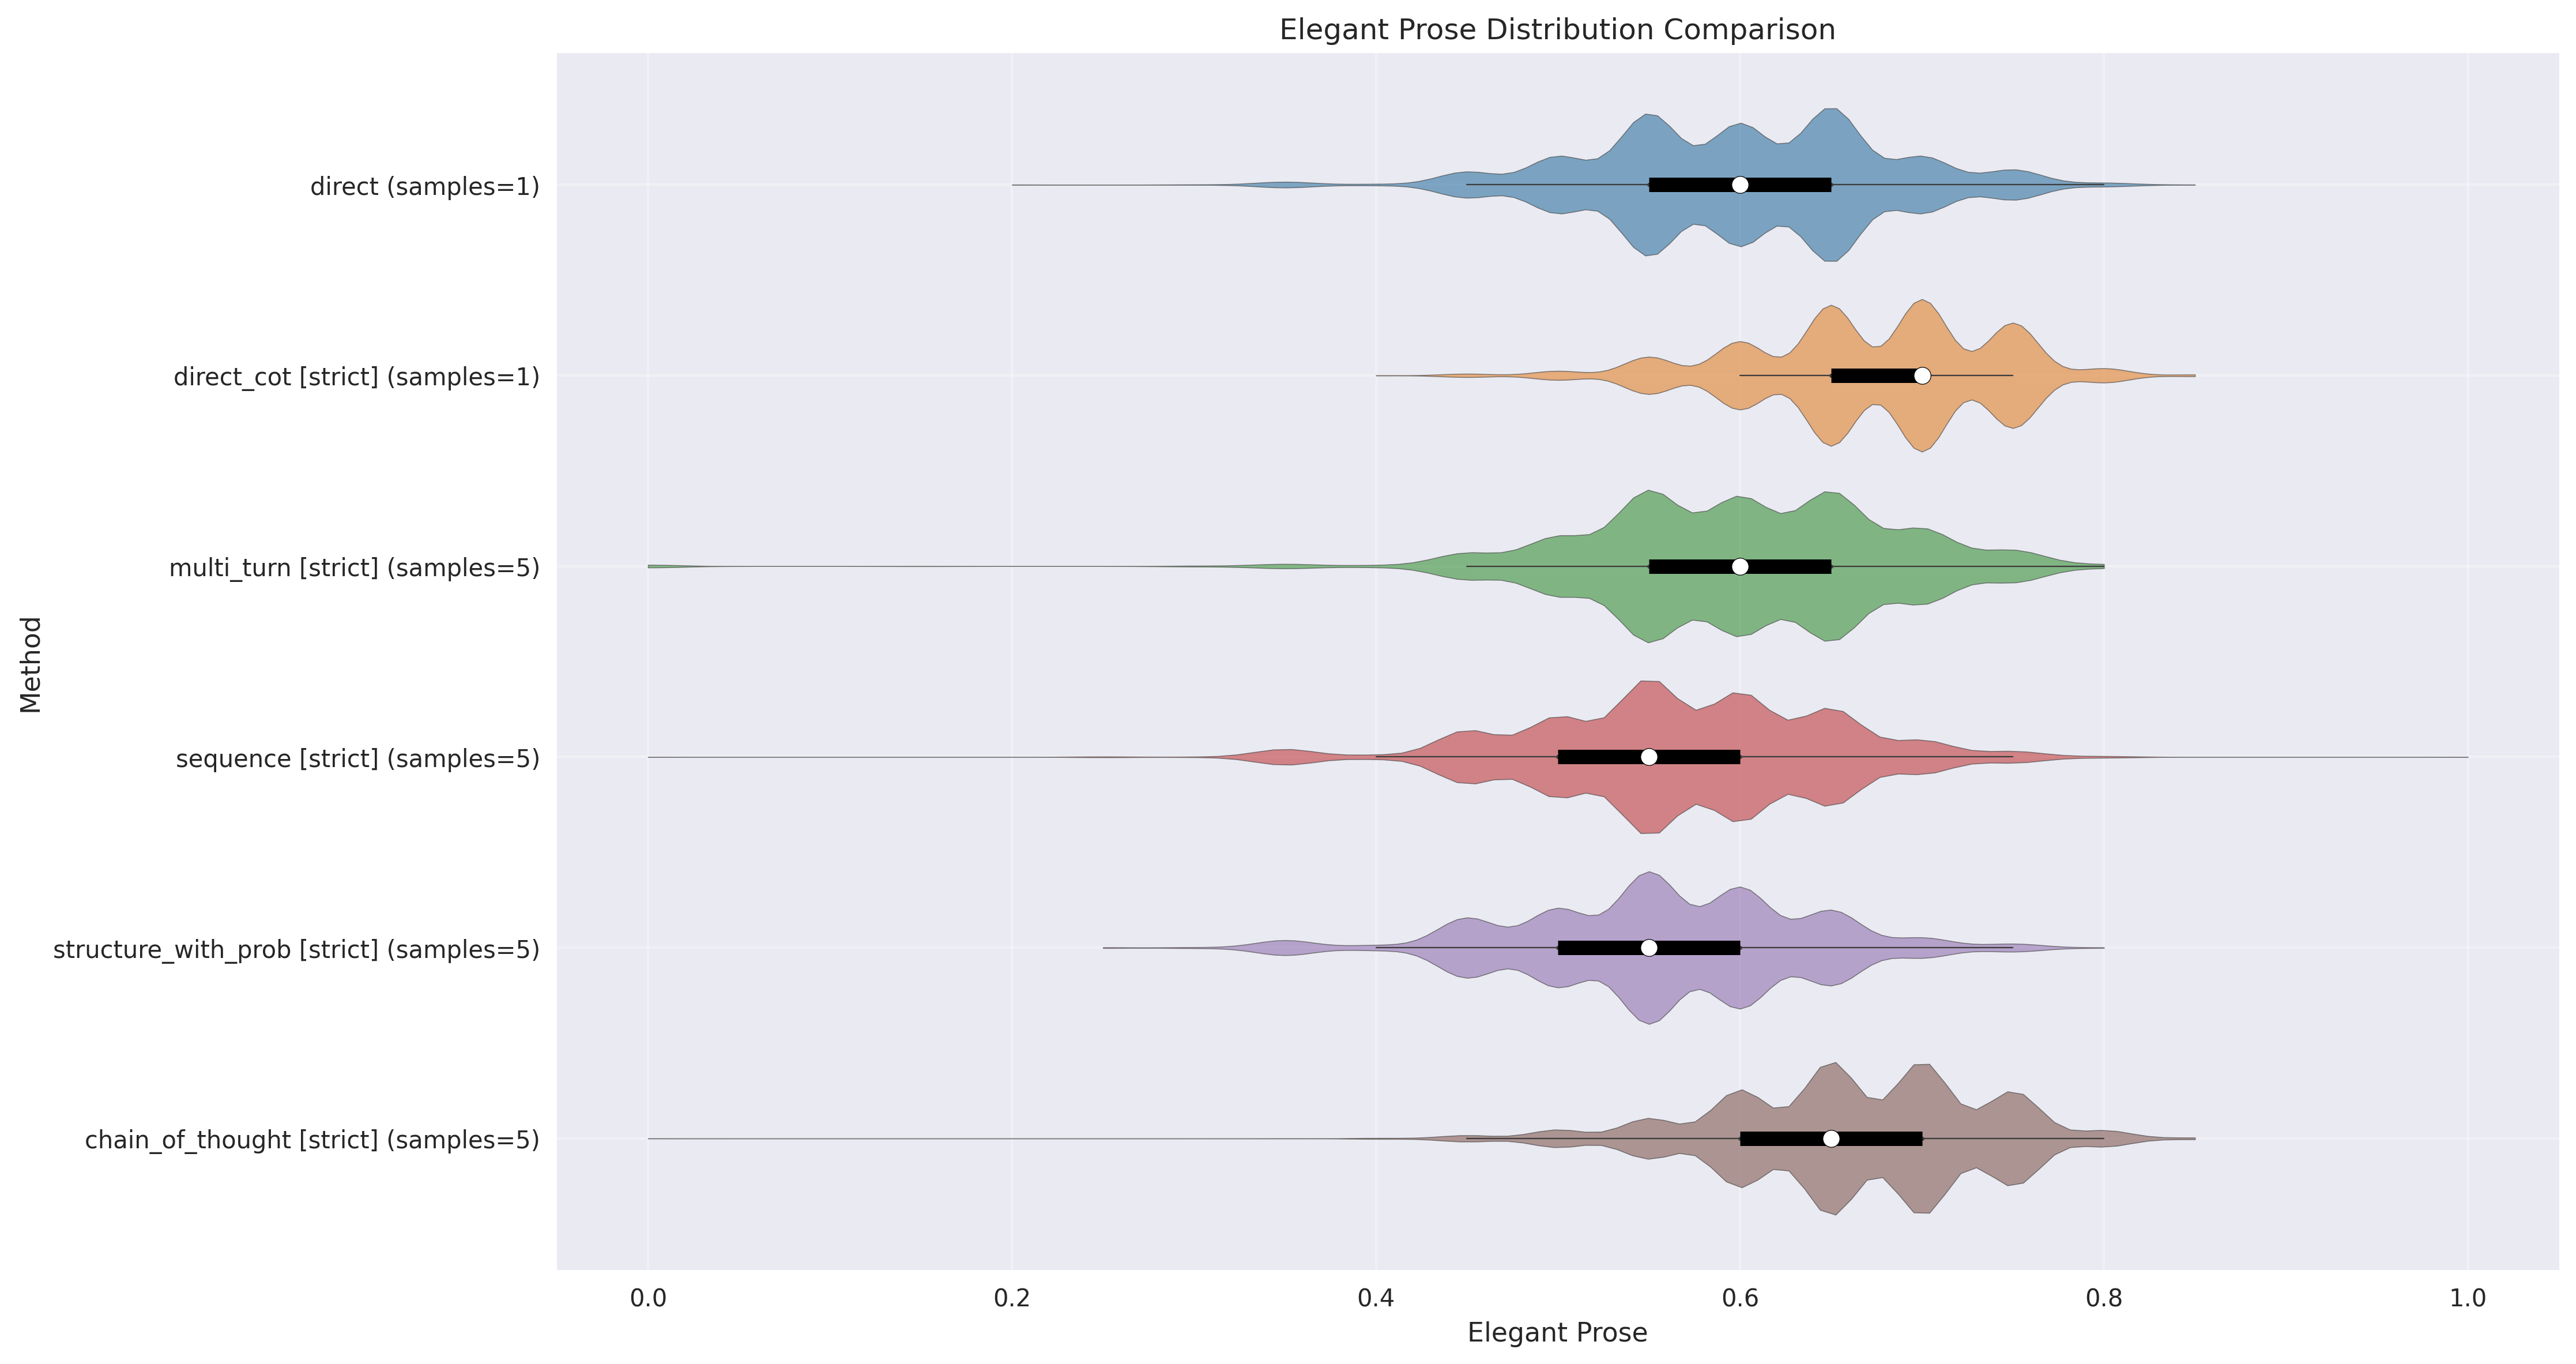 Elegant Prose Distribution Comparison
Method
direct (samples=1)
direct_cot [strict] (samples=1)
multi_turn [strict] (samples=5)
sequence [strict] (samples=5)
structure_with_prob [strict] (samples=5)
chain_of_thought [strict] (samples=5)
0.0 0.2 0.4 0.6 0.8 1.0
Elegant Prose